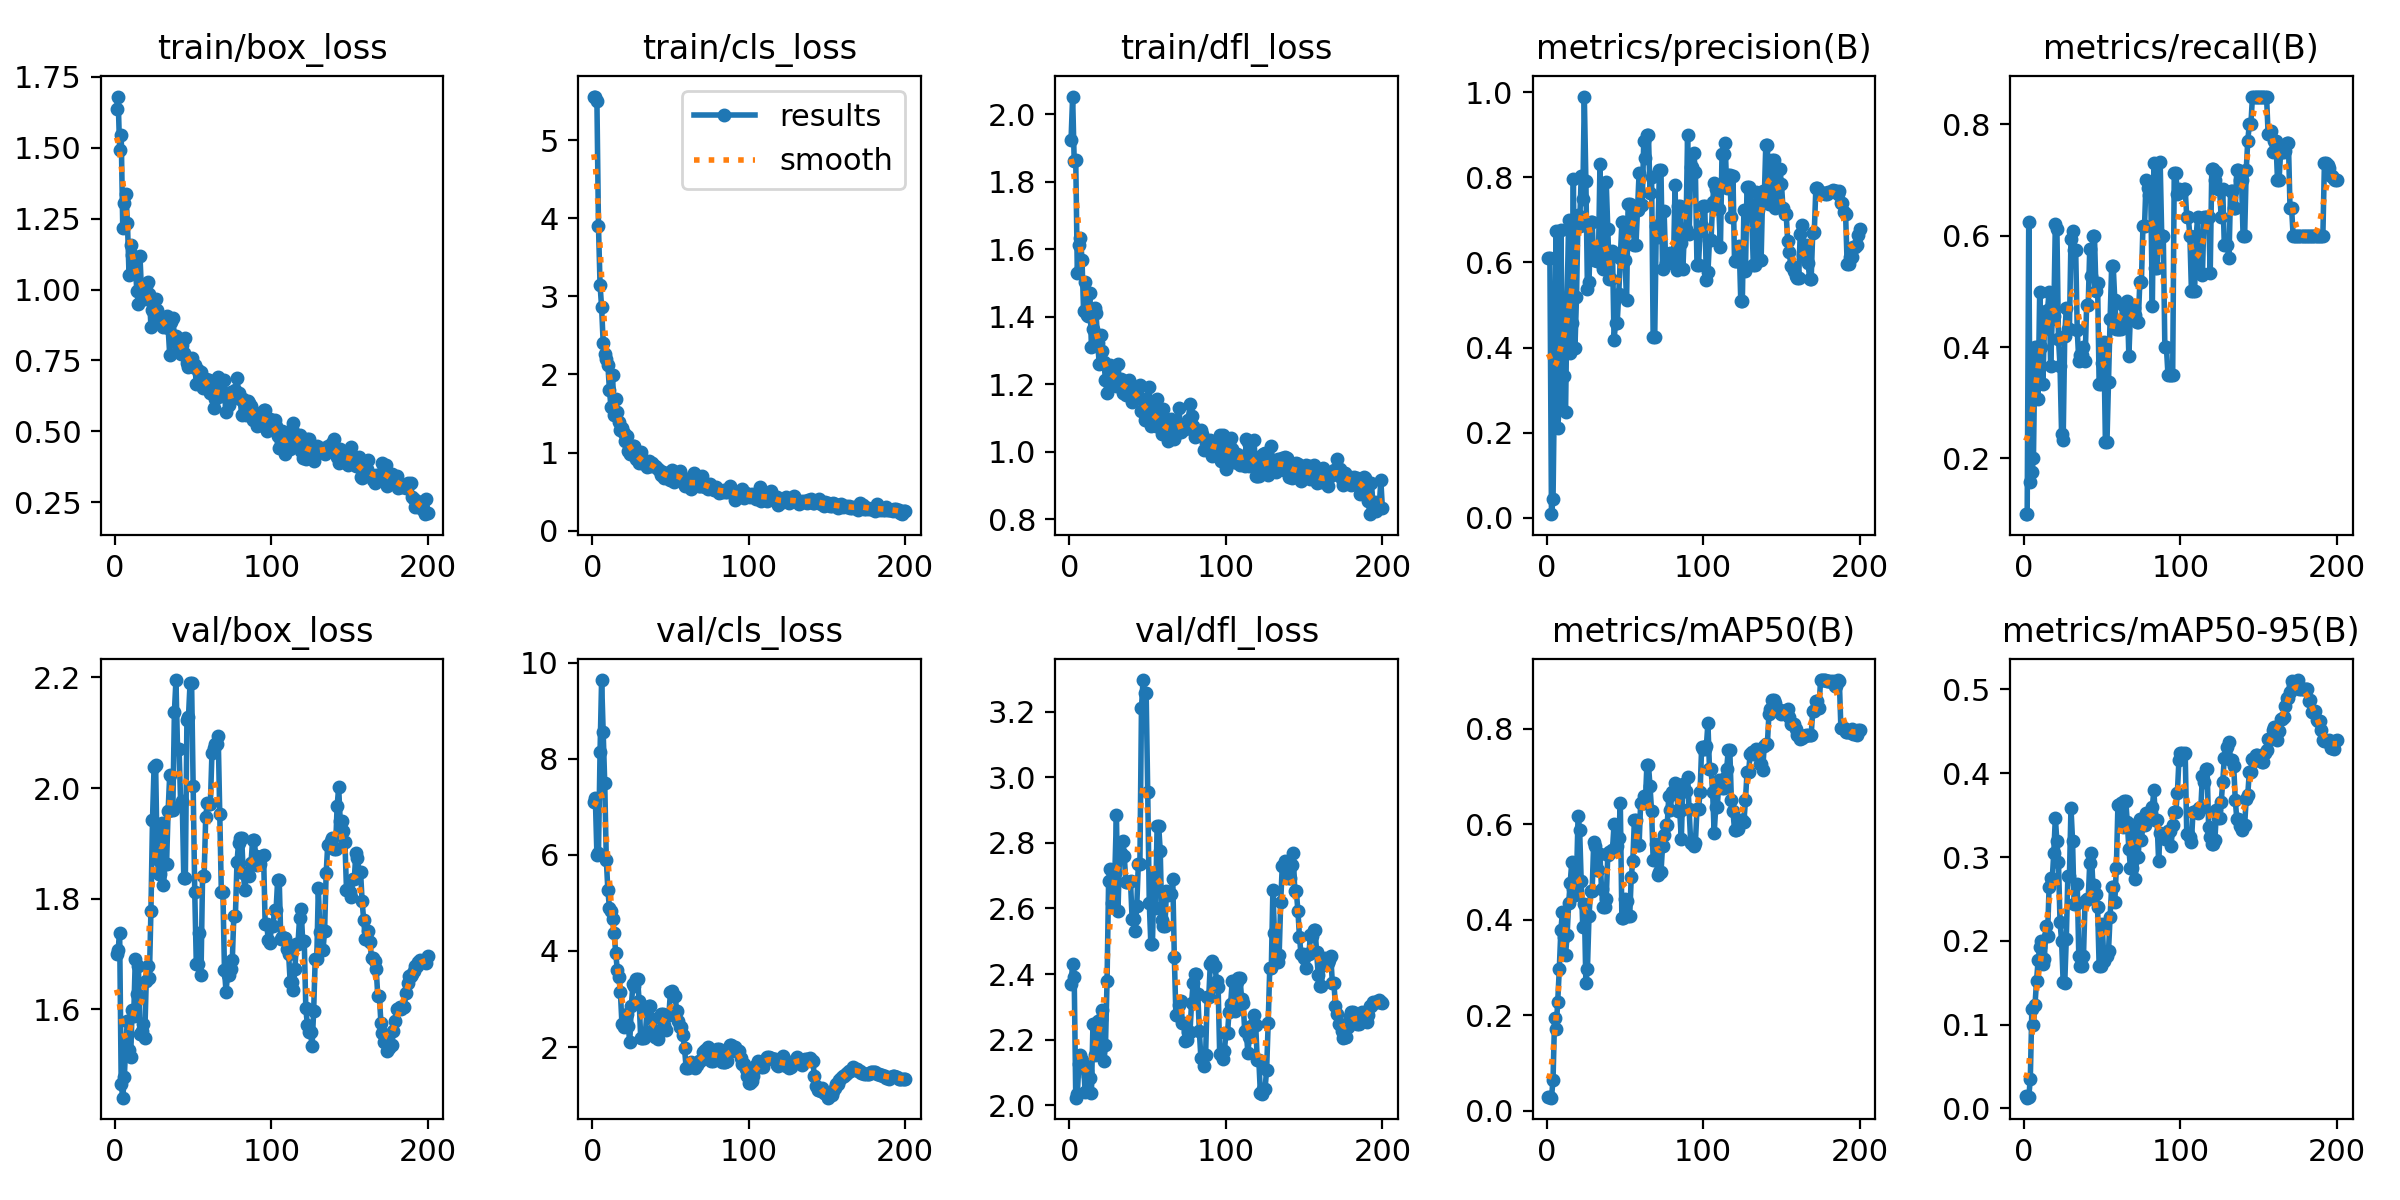 train/box_loss
1.75
1.50
1.25
1.00
0.75
0.50
0.25
0 100 200
train/cls_loss
results
smooth
5
4
3
2
1
0
0 100 200
train/dfl_loss
2.0
1.8
1.6
1.4
1.2
1.0
0.8
0 100 200
metrics/precision(B)
1.0
0.8
0.6
0.4
0.2
0.0
0 100 200
metrics/recall(B)
0.8
0.6
0.4
0.2
0 100 200
val/box_loss
2.2
2.0
1.8
1.6
0 100 200
val/cls_loss
10
8
6
4
2
0 100 200
val/dfl_loss
3.2
3.0
2.8
2.6
2.4
2.2
2.0
0 100 200
metrics/mAP50(B)
0.8
0.6
0.4
0.2
0.0
0 100 200
metrics/mAP50-95(B)
0.5
0.4
0.3
0.2
0.1
0.0
0 100 200